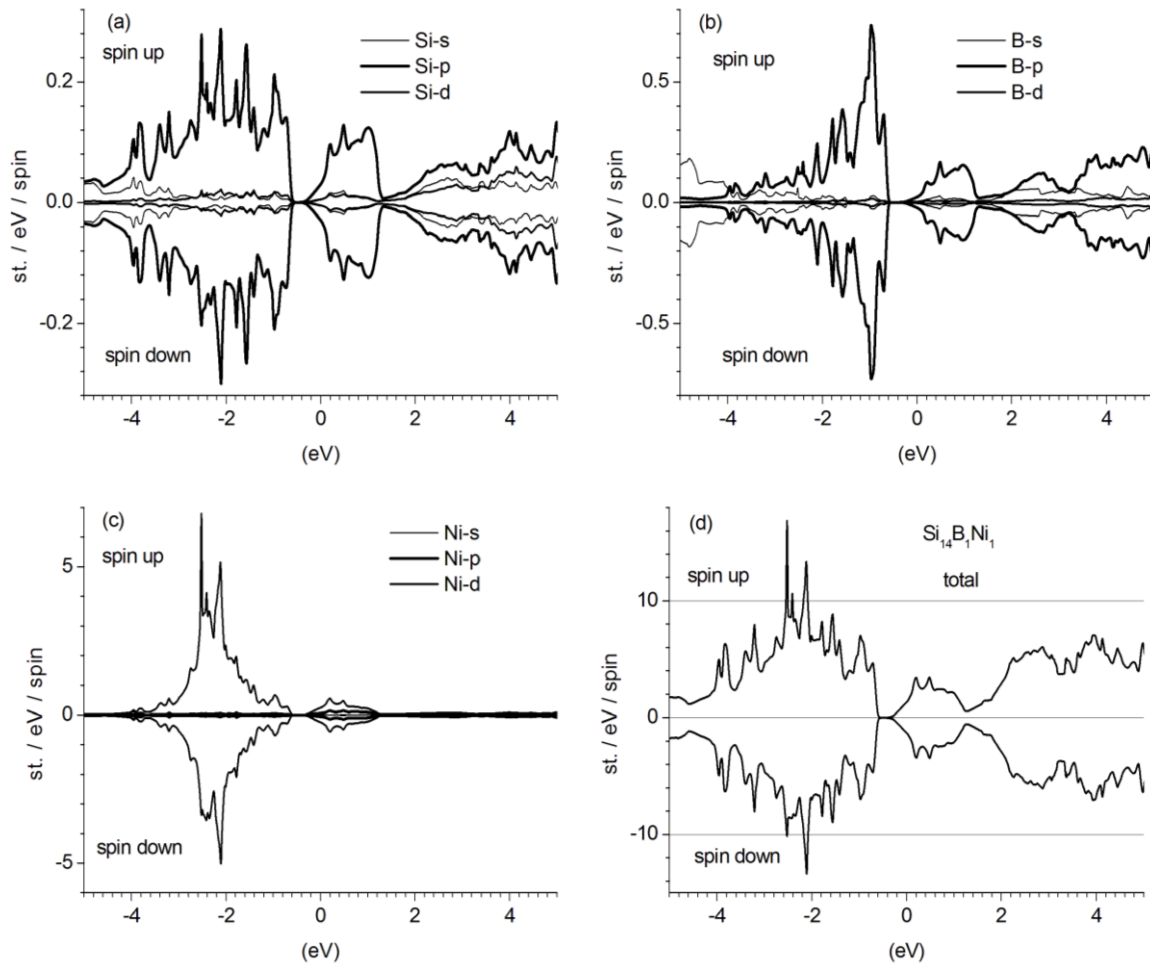 (a)
spin up
Si-s
Si-p
Si-d
0.2
0.0
-0.2
st. / eV / spin
spin down
-4 -2 0 2 4
(eV)
(b)
spin up
B-s
B-p
B-d
0.5
0.0
-0.5
st. / eV / spin
spin down
-4 -2 0 2 4
(eV)
(c)
spin up
Ni-s
Ni-p
Ni-d
5
0
-5
st. / eV / spin
spin down
-4 -2 0 2 4
(eV)
(d)
spin up
Si₁₄B₁Ni₁
total
10
0
-10
st. / eV / spin
spin down
-4 -2 0 2 4
(eV)